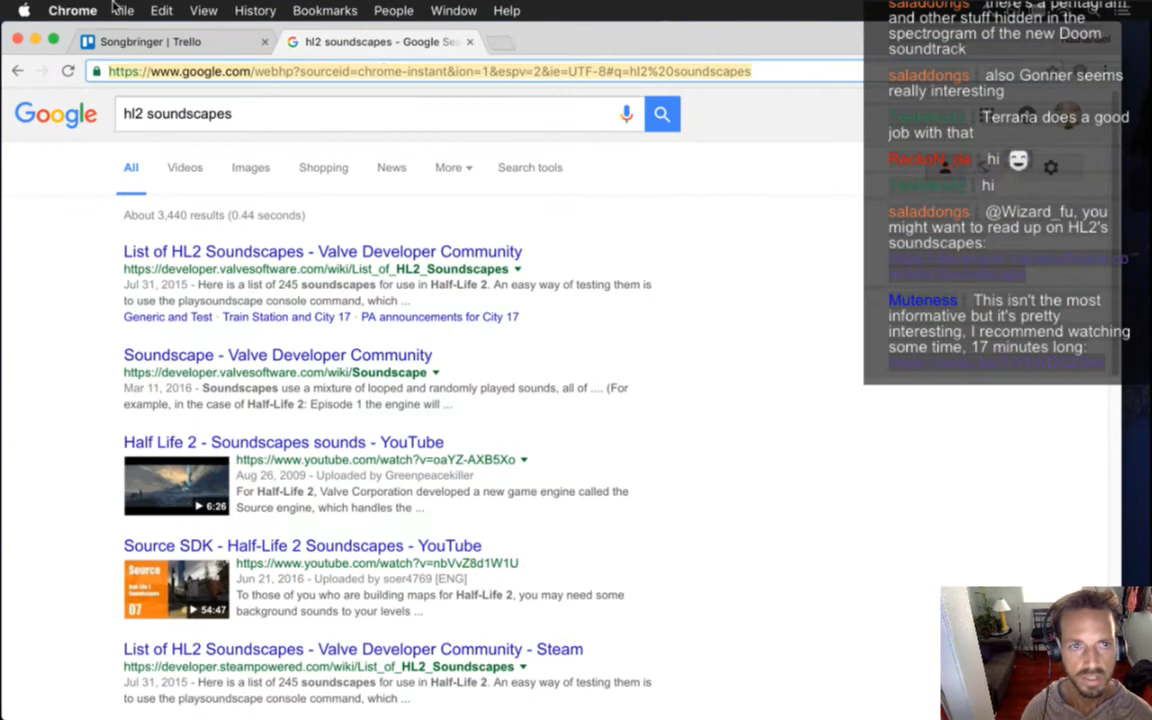 Chrome File Edit View History Bookmarks People Window Help
Songbringer | Trello
hl2 soundscapes - Google Se
https://www.google.com/webhp?sourceid=chrome-instant&ion=1&espv=2&ie=UTF-8#q=hl2%20soundscapes
Google
hl2 soundscapes
All Videos Images Shopping News More Search tools
About 3,440 results (0.44 seconds)
List of HL2 Soundscapes - Valve Developer Community
https://developer.valvesoftware.com/wiki/List_of_HL2_Soundscapes
Jul 31, 2015 - Here is a list of 245 soundscapes for use in Half-Life 2. An easy way of testing them is
to use the playsoundscape console command, which ...
Generic and Test · Train Station and City 17 · PA announcements for City 17
Soundscape - Valve Developer Community
https://developer.valvesoftware.com/wiki/Soundscape
Mar 11, 2016 - Soundscapes use a mixture of looped and randomly played sounds, all of .... (For
example, in the case of Half-Life 2: Episode 1 the engine will ...
Half Life 2 - Soundscapes sounds - YouTube
https://www.youtube.com/watch?v=oaYZ-AXB5Xo
Aug 26, 2009 - Uploaded by Greenpeacekiller
For Half-Life 2, Valve Corporation developed a new game engine called the
Source engine, which handles the ...
6:26
Source SDK - Half-Life 2 Soundscapes - YouTube
https://www.youtube.com/watch?v=nbVvZ8d1W1U
Jun 21, 2016 - Uploaded by soer4769 [ENG]
To those of you who are building maps for Half-Life 2, you may need some
background sounds to your levels ...
Source
07
54:47
List of HL2 Soundscapes - Valve Developer Community - Steam
https://developer.steampowered.com/wiki/List_of_HL2_Soundscapes
Jul 31, 2015 - Here is a list of 245 soundscapes for use in Half-Life 2. An easy way of testing them is
to use the playsoundscape console command, which ...
saladdongs there's a pentagram
and other stuff hidden in the
spectrogram of the new Doom
soundtrack
saladdongs also Gonner seems
really interesting
Terraria does a good
job with that
hi
hi
saladdongs @Wizard_fu, you
might want to read up on HL2's
soundscapes:
Muteness This isn't the most
informative but it's pretty
interesting, I recommend watching
some time, 17 minutes long: